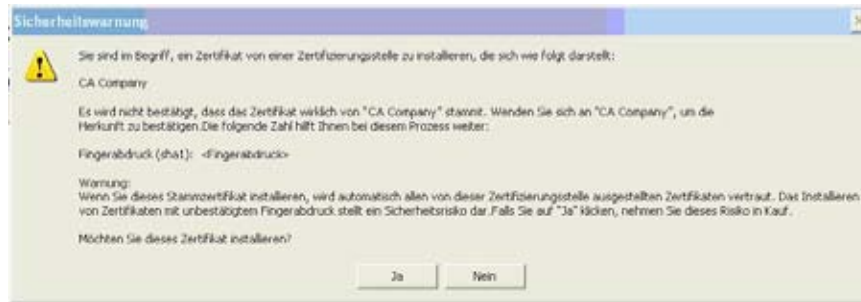 Sicherheitswarnung
Sie sind im Begriff, ein Zertifikat von einer Zertifizierungsstelle zu installieren, die sich wie folgt darstellt:
CA Company
Es wird nicht bestätigt, dass das Zertifikat wirklich von "CA Company" stammt. Wenden Sie sich an "CA Company", um die
Herkunft zu bestätigen.Die folgende Zahl hilft Ihnen bei diesem Prozess weiter:
Fingerabdruck (sha1): <Fingerabdruck>
Warnung:
Wenn Sie dieses Stammzertifikat installieren, wird automatisch allen von dieser Zertifizierungsstelle ausgestellten Zertifikaten vertraut. Das Installieren
von Zertifikaten mit unbestätigtem Fingerabdruck stellt ein Sicherheitsrisiko dar.Falls Sie auf "Ja" klicken, nehmen Sie dieses Risiko in Kauf.
Möchten Sie dieses Zertifikat installieren?
Ja Nein